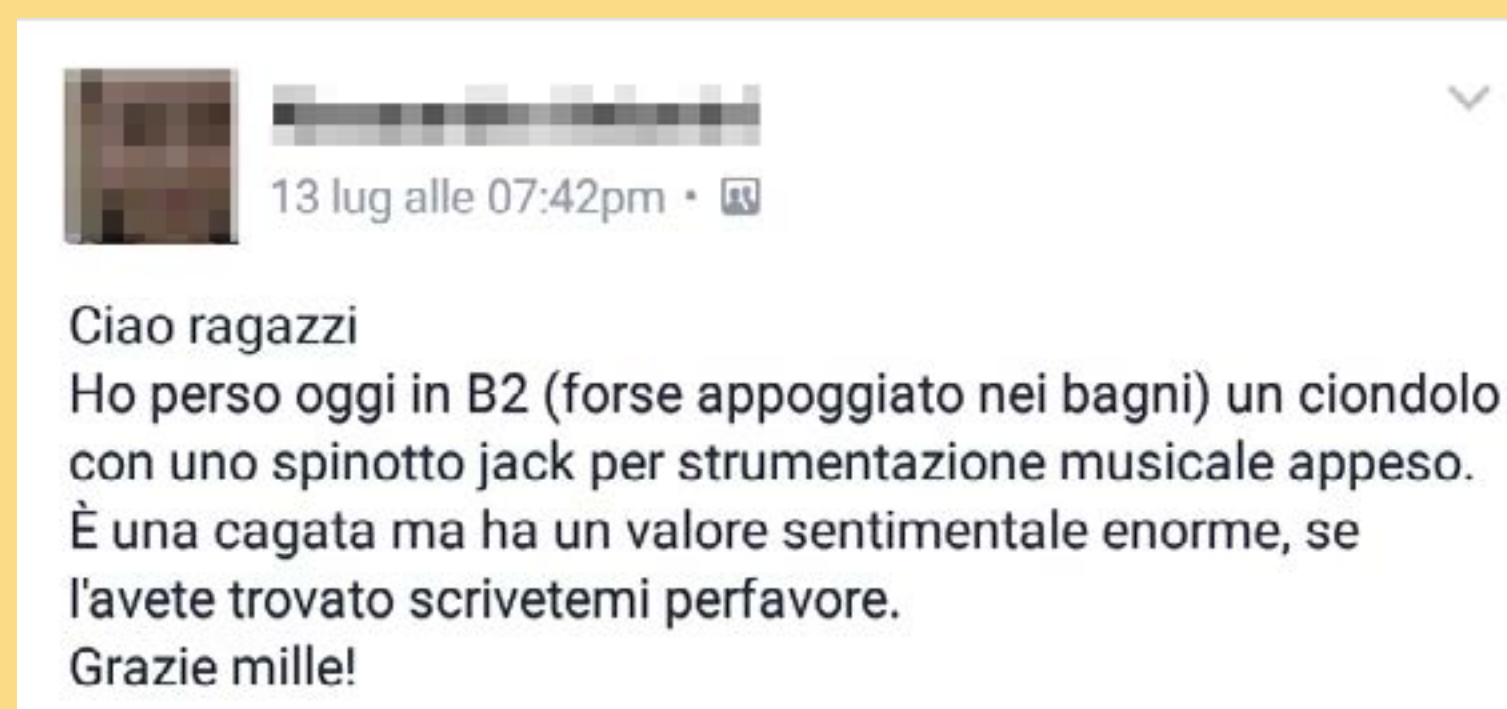 13 lug alle 07:42pm •
Ciao ragazzi
Ho perso oggi in B2 (forse appoggiato nei bagni) un ciondolo
con uno spinotto jack per strumentazione musicale appeso.
È una cagata ma ha un valore sentimentale enorme, se
l'avete trovato scrivetemi perfavore.
Grazie mille!